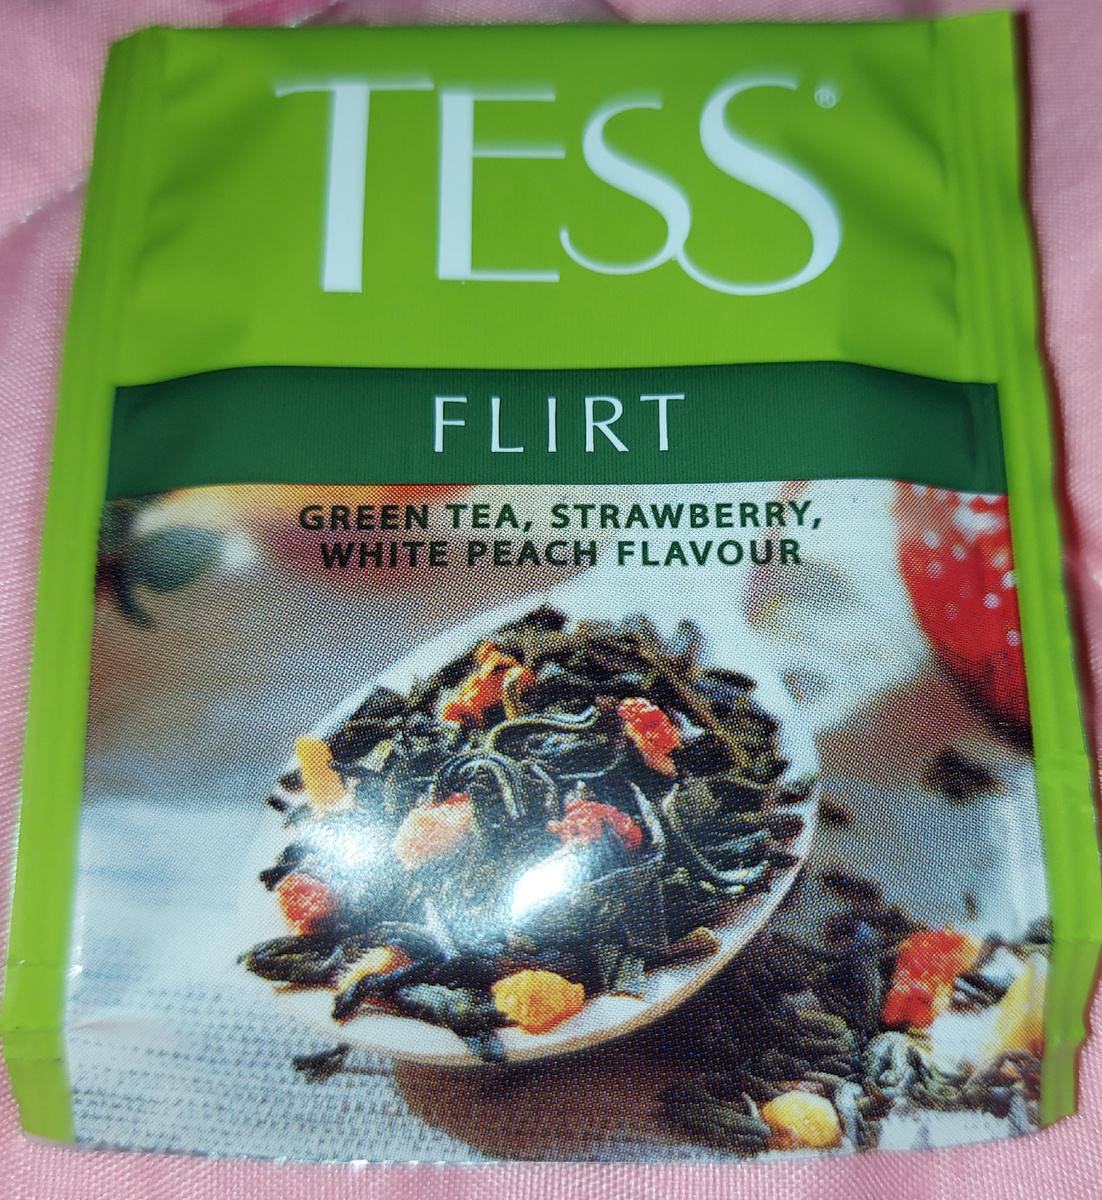 TESS®
FLIRT
GREEN TEA, STRAWBERRY,
WHITE PEACH FLAVOUR